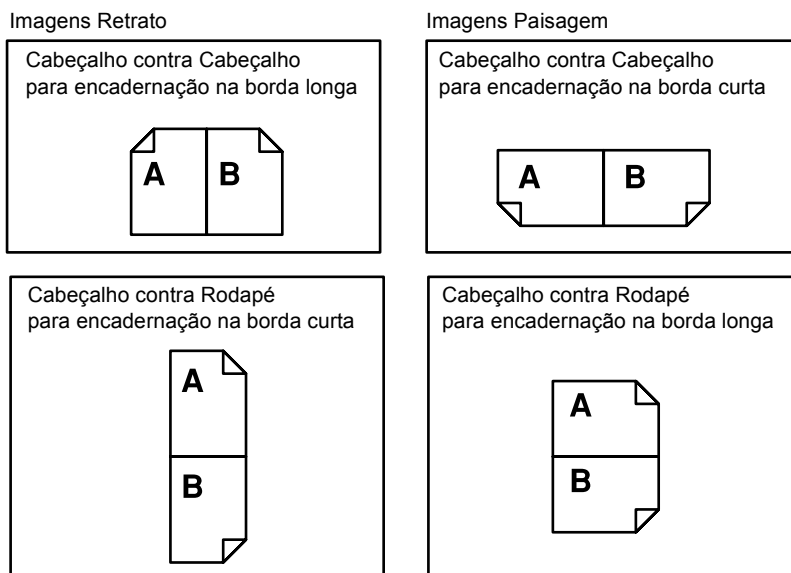 Imagens Retrato
Imagens Paisagem
Cabeçalho contra Cabeçalho
para encadernação na borda longa
A B
Cabeçalho contra Cabeçalho
para encadernação na borda curta
A B
Cabeçalho contra Rodapé
para encadernação na borda curta
A
B
Cabeçalho contra Rodapé
para encadernação na borda longa
A
B